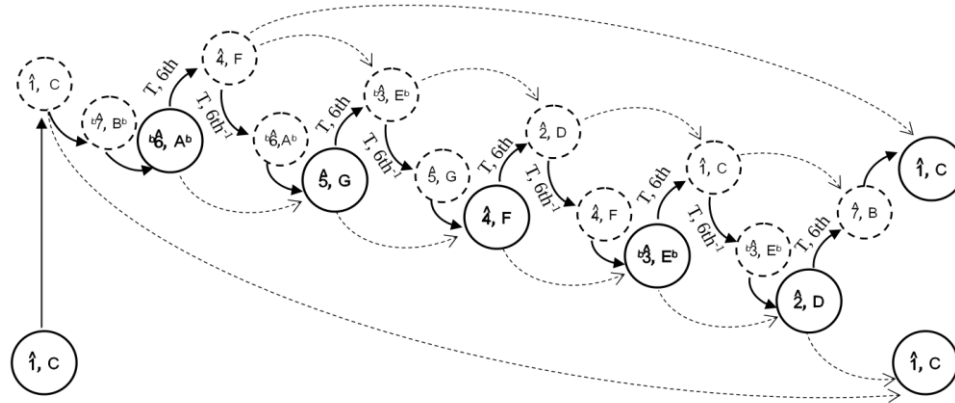 1̂, C
1̂, C
♭7̂, B♭
♭6̂, A♭
T, 6th
4̂, F
T, 6th⁻¹
♭6̂, A♭
5̂, G
T, 6th
♭3̂, E♭
T, 6th⁻¹
5̂, G
4̂, F
T, 6th
2̂, D
T, 6th⁻¹
4̂, F
♭3̂, E♭
T, 6th
1̂, C
T, 6th⁻¹
♭3̂, E♭
2̂, D
T, 6th
7̂, B
1̂, C
1̂, C